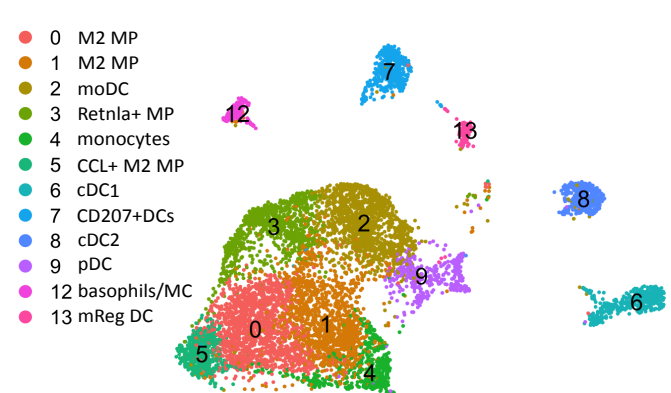 0 M2 MP
1 M2 MP
2 moDC
3 Retnla+ MP
4 monocytes
5 CCL+ M2 MP
6 cDC1
7 CD207+DCs
8 cDC2
9 pDC
12 basophils/MC
13 mReg DC
7
12
13
8
3
2
9
6
0
1
5
4